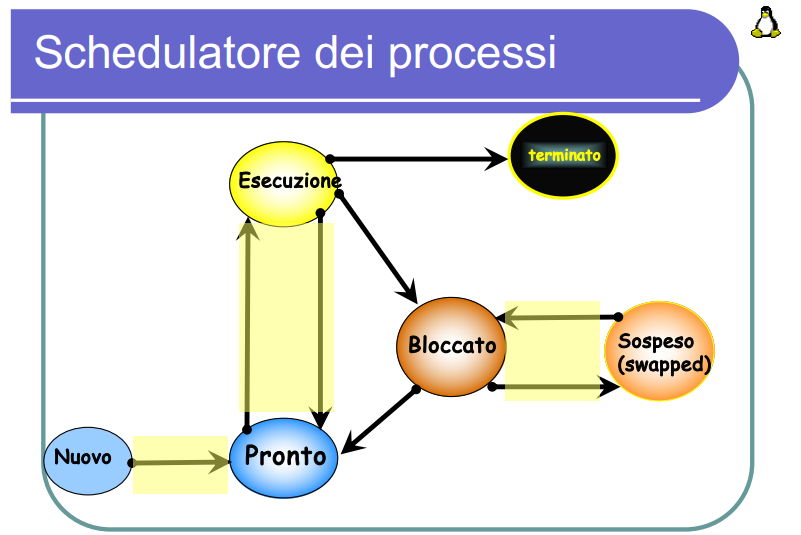 Schedulatore dei processi
terminato
Esecuzione
Bloccato
Sospeso
(swapped)
Nuovo
Pronto